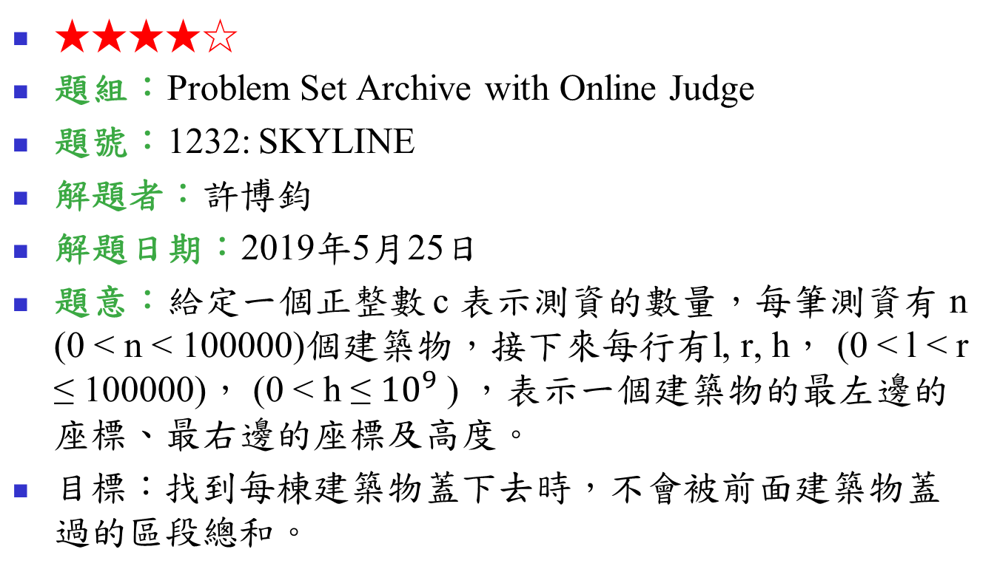 ★★★★☆
題組：Problem Set Archive with Online Judge
題號：1232: SKYLINE
解題者：許博鈞
解題日期：2019年5月25日
題意：給定一個正整數 c 表示測資的數量，每筆測資有 n
(0 < n < 100000)個建築物，接下來每行有l, r, h， (0 < l < r
≤ 100000)， (0 < h ≤ 10⁹ ) ，表示一個建築物的最左邊的
座標、最右邊的座標及高度。
目標：找到每棟建築物蓋下去時，不會被前面建築物蓋
過的區段總和。